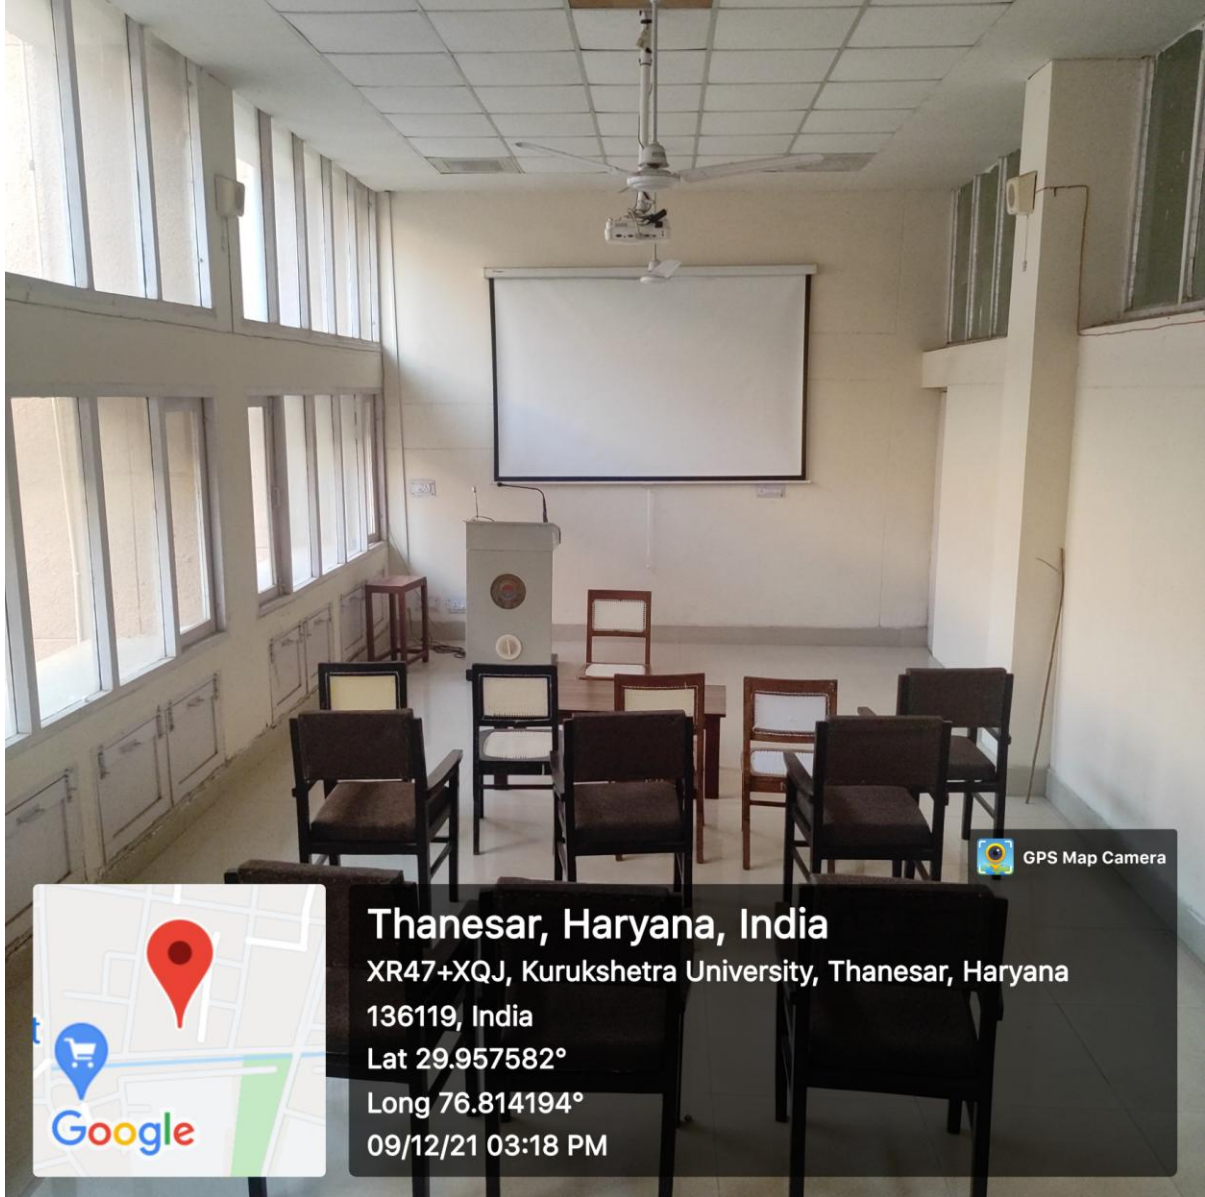 GPS Map Camera
Thanesar, Haryana, India
XR47+XQJ, Kurukshetra University, Thanesar, Haryana
136119, India
Lat 29.957582°
Long 76.814194°
09/12/21 03:18 PM
t
Google